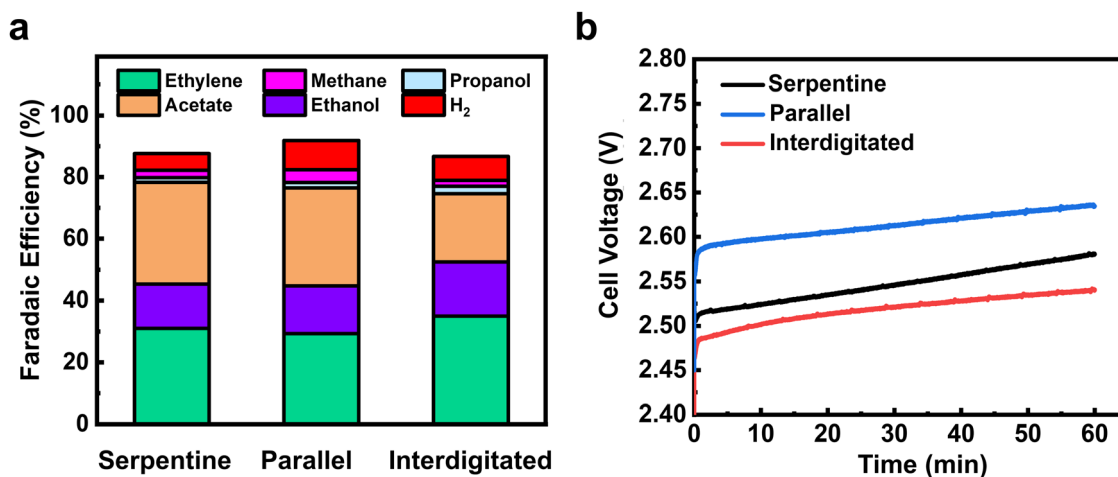 a
Ethylene Methane Propanol
Acetate Ethanol H₂
Faradaic Efficiency (%)
100
80
60
40
20
0
Serpentine Parallel Interdigitated
b
Serpentine
Parallel
Interdigitated
Cell Voltage (V)
2.80
2.75
2.70
2.65
2.60
2.55
2.50
2.45
2.40
0 10 20 30 40 50 60
Time (min)